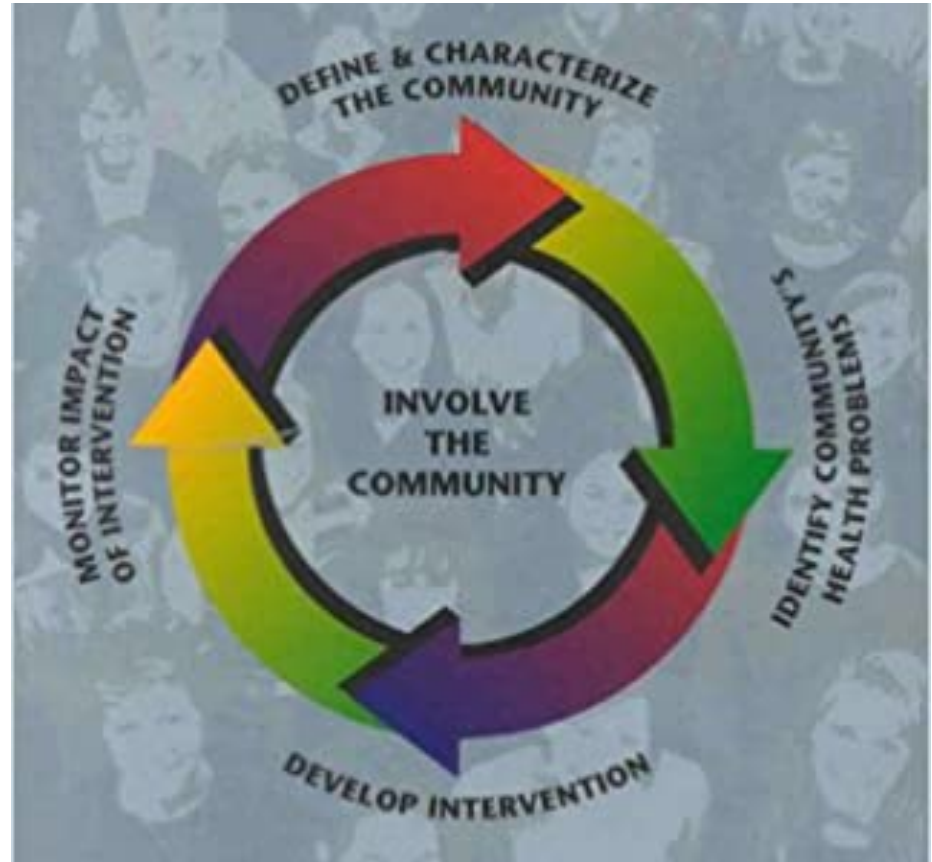 DEFINE & CHARACTERIZE
THE COMMUNITY
IDENTIFY COMMUNITY'S
HEALTH PROBLEMS
DEVELOP INTERVENTION
MONITOR IMPACT
OF INTERVENTION
INVOLVE
THE
COMMUNITY